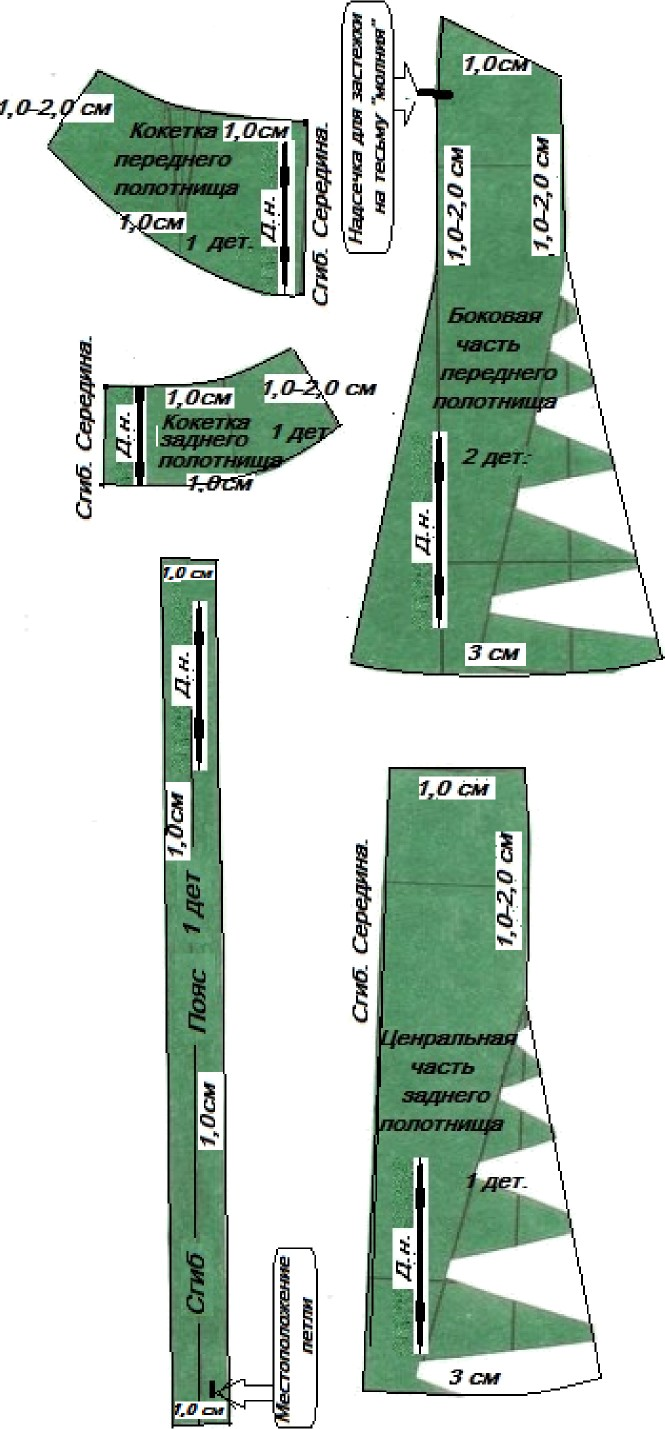 1,0-2,0 см
Кокетка
переднего
полотнища
1,0см
1,0см
1 дет.
Д.н.
Сгиб. Середина.
Надсечка для застежки
на тесьму "молния"
1,0см
1,0-2,0 см
1,0-2,0 см
Боковая
часть
переднего
полотнища
2 дет.
Д.н.
3 см
Сгиб. Середина.
Д.н.
1,0см
1,0-2,0 см
Кокетка
заднего
полотнища
1 дет
1,0см
1,0 см
Д.н.
1,0см
Пояс 1 дет
1,0см
Сгиб
1,0 см
Местоположение
петли
1,0 см
Сгиб. Середина.
1,0-2,0 см
Ценральная
часть
заднего
полотнища
1 дет.
Д.н.
3 см